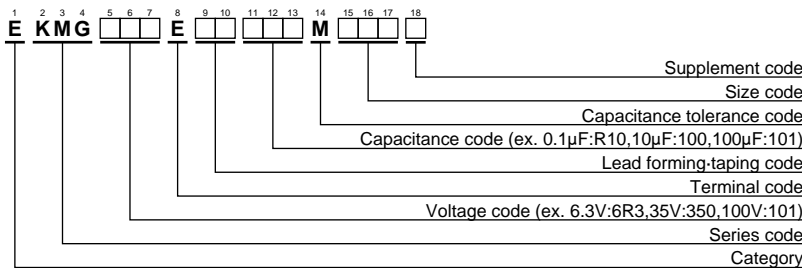 1 2 3 4 5 6 7 8 9 10 11 12 13 14 15 16 17 18
E KMG E M
Supplement code
Size code
Capacitance tolerance code
Capacitance code (ex. 0.1µF:R10,10µF:100,100µF:101)
Lead forming·taping code
Terminal code
Voltage code (ex. 6.3V:6R3,35V:350,100V:101)
Series code
Category